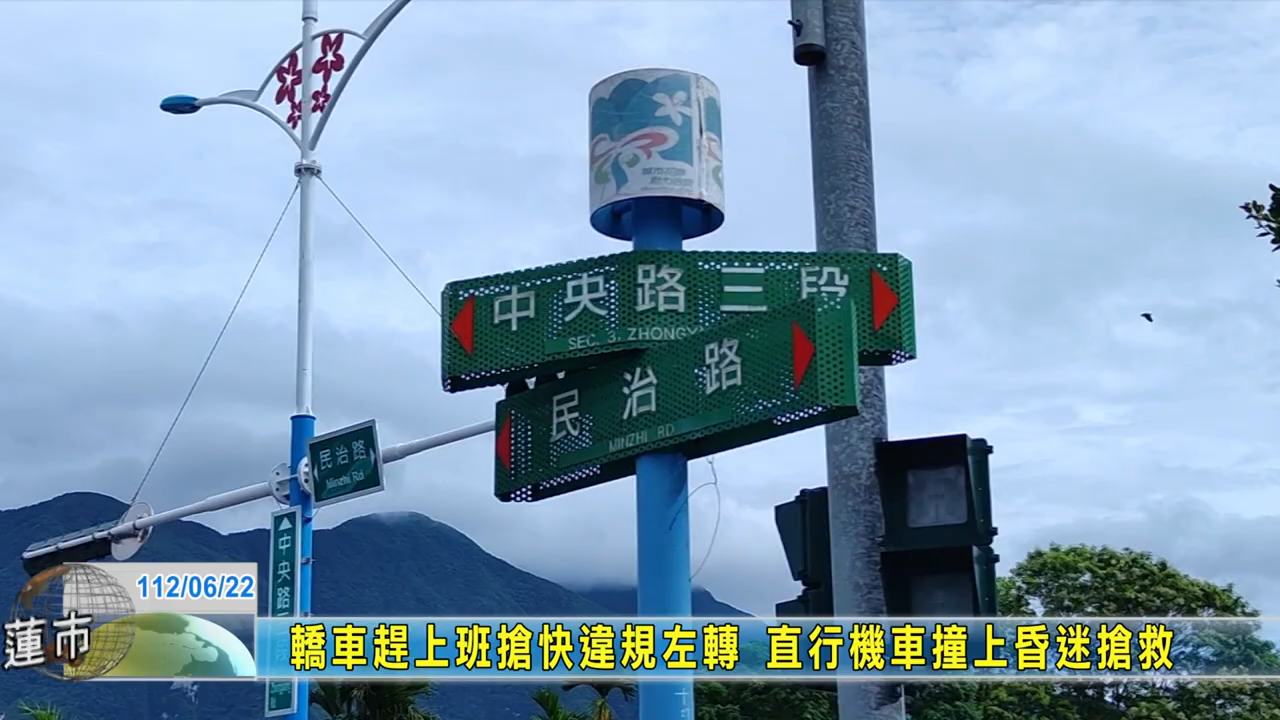 中央路三段
SEC. 3, ZHONGY
民治路
MINZHI RD
民治路
Minzhi Rd
中央路
112/06/22
蓮市
轎車趕上班搶快違規左轉 直行機車撞上昏迷搶救